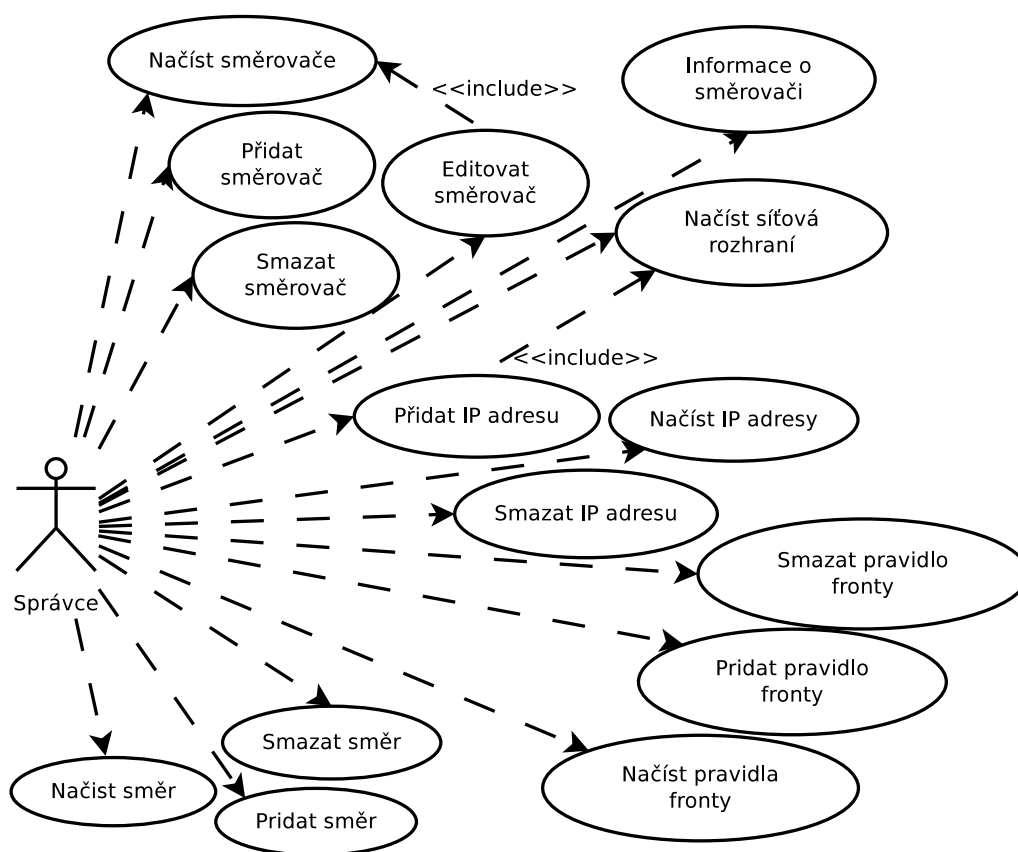 Načíst směrovače
Informace o
směrovači
<<include>>
Přidat
směrovač
Editovat
směrovač
Načíst síťová
rozhraní
Smazat
směrovač
<<include>>
Přidat IP adresu
Načíst IP adresy
Smazat IP adresu
Smazat pravidlo
fronty
Správce
Pridat pravidlo
fronty
Smazat směr
Načíst pravidla
fronty
Načist směr
Pridat směr